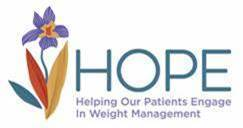 HOPE
Helping Our Patients Engage
In Weight Management